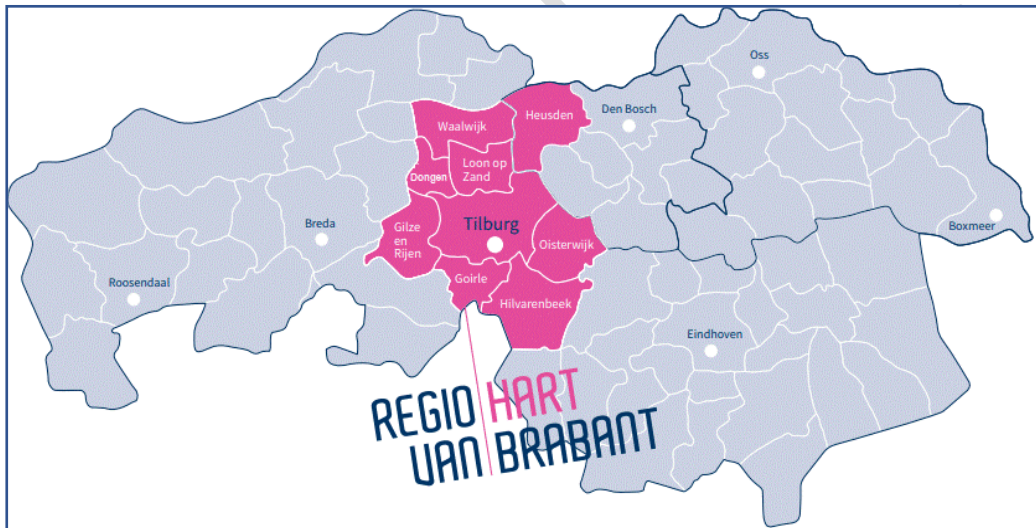 Oss
Den Bosch
Heusden
Waalwijk
Loon op
Zand
Dongen
Tilburg
Gilze
en
Rijen
Breda
Oisterwijk
Boxmeer
Goirle
Roosendaal
Hilvarenbeek
Eindhoven
REGIO HART
VAN BRABANT